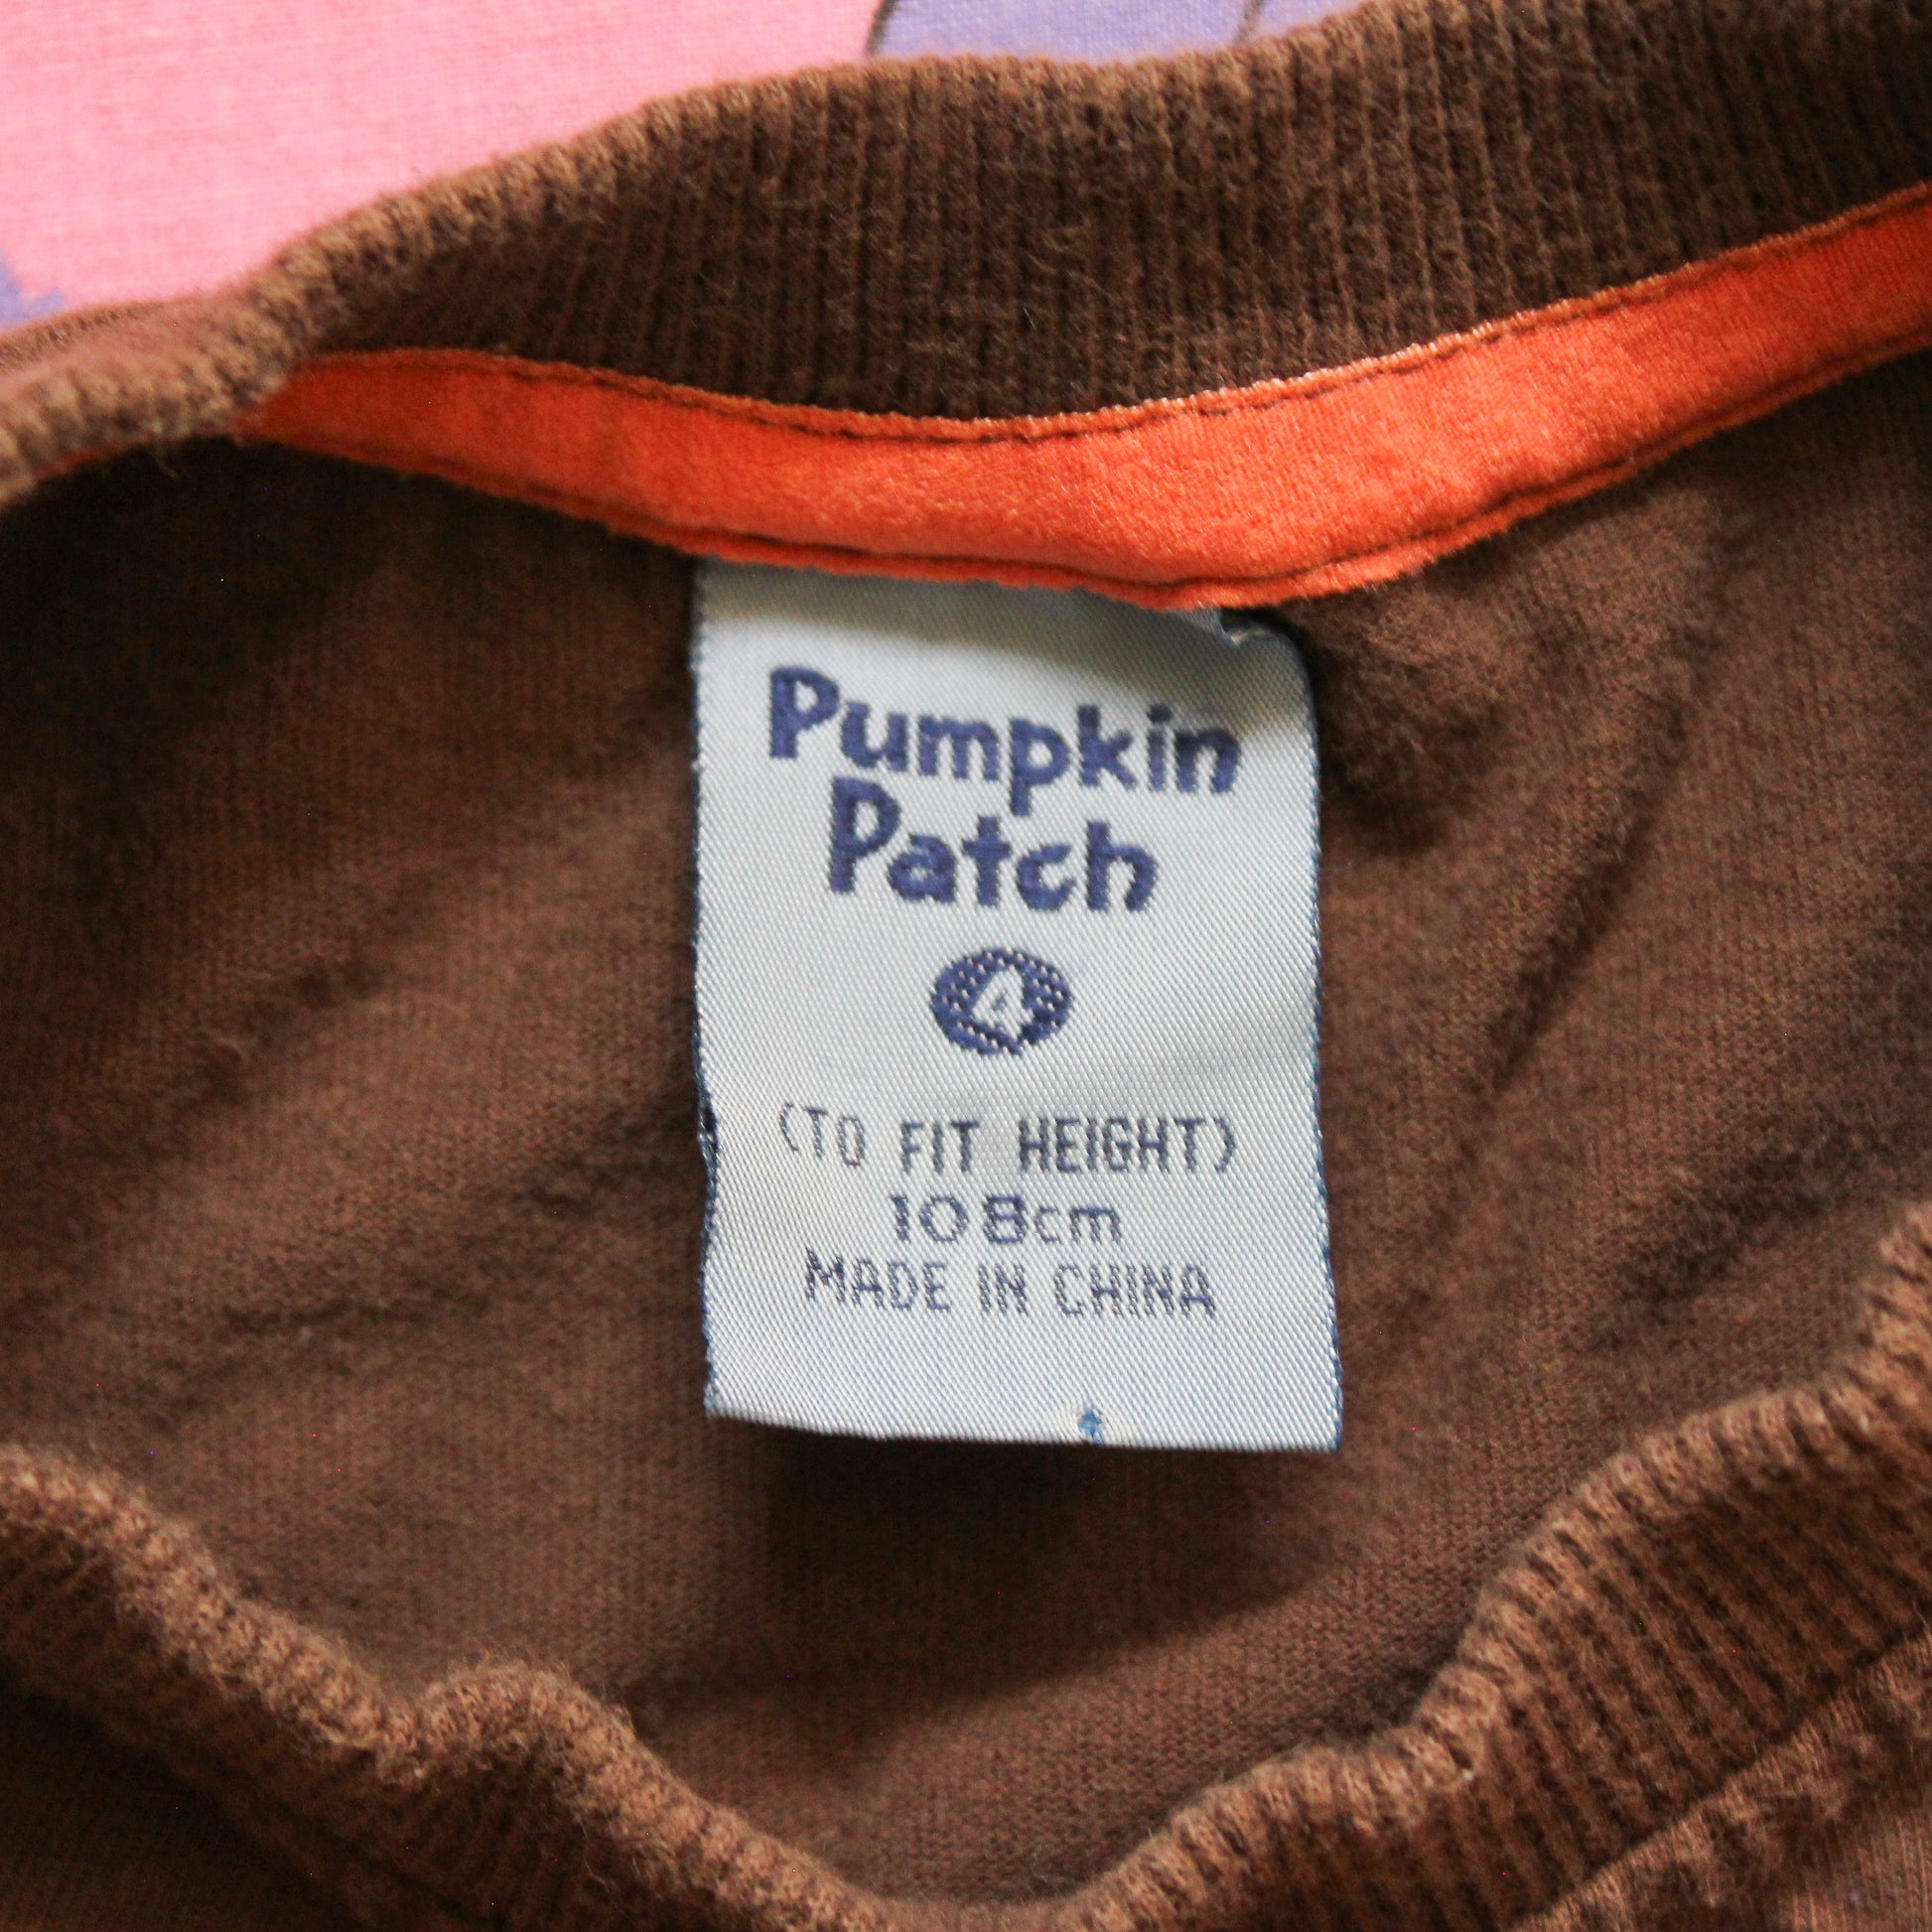 Pumpkin
Patch
4
(TO FIT HEIGHT)
108cm
MADE IN CHINA